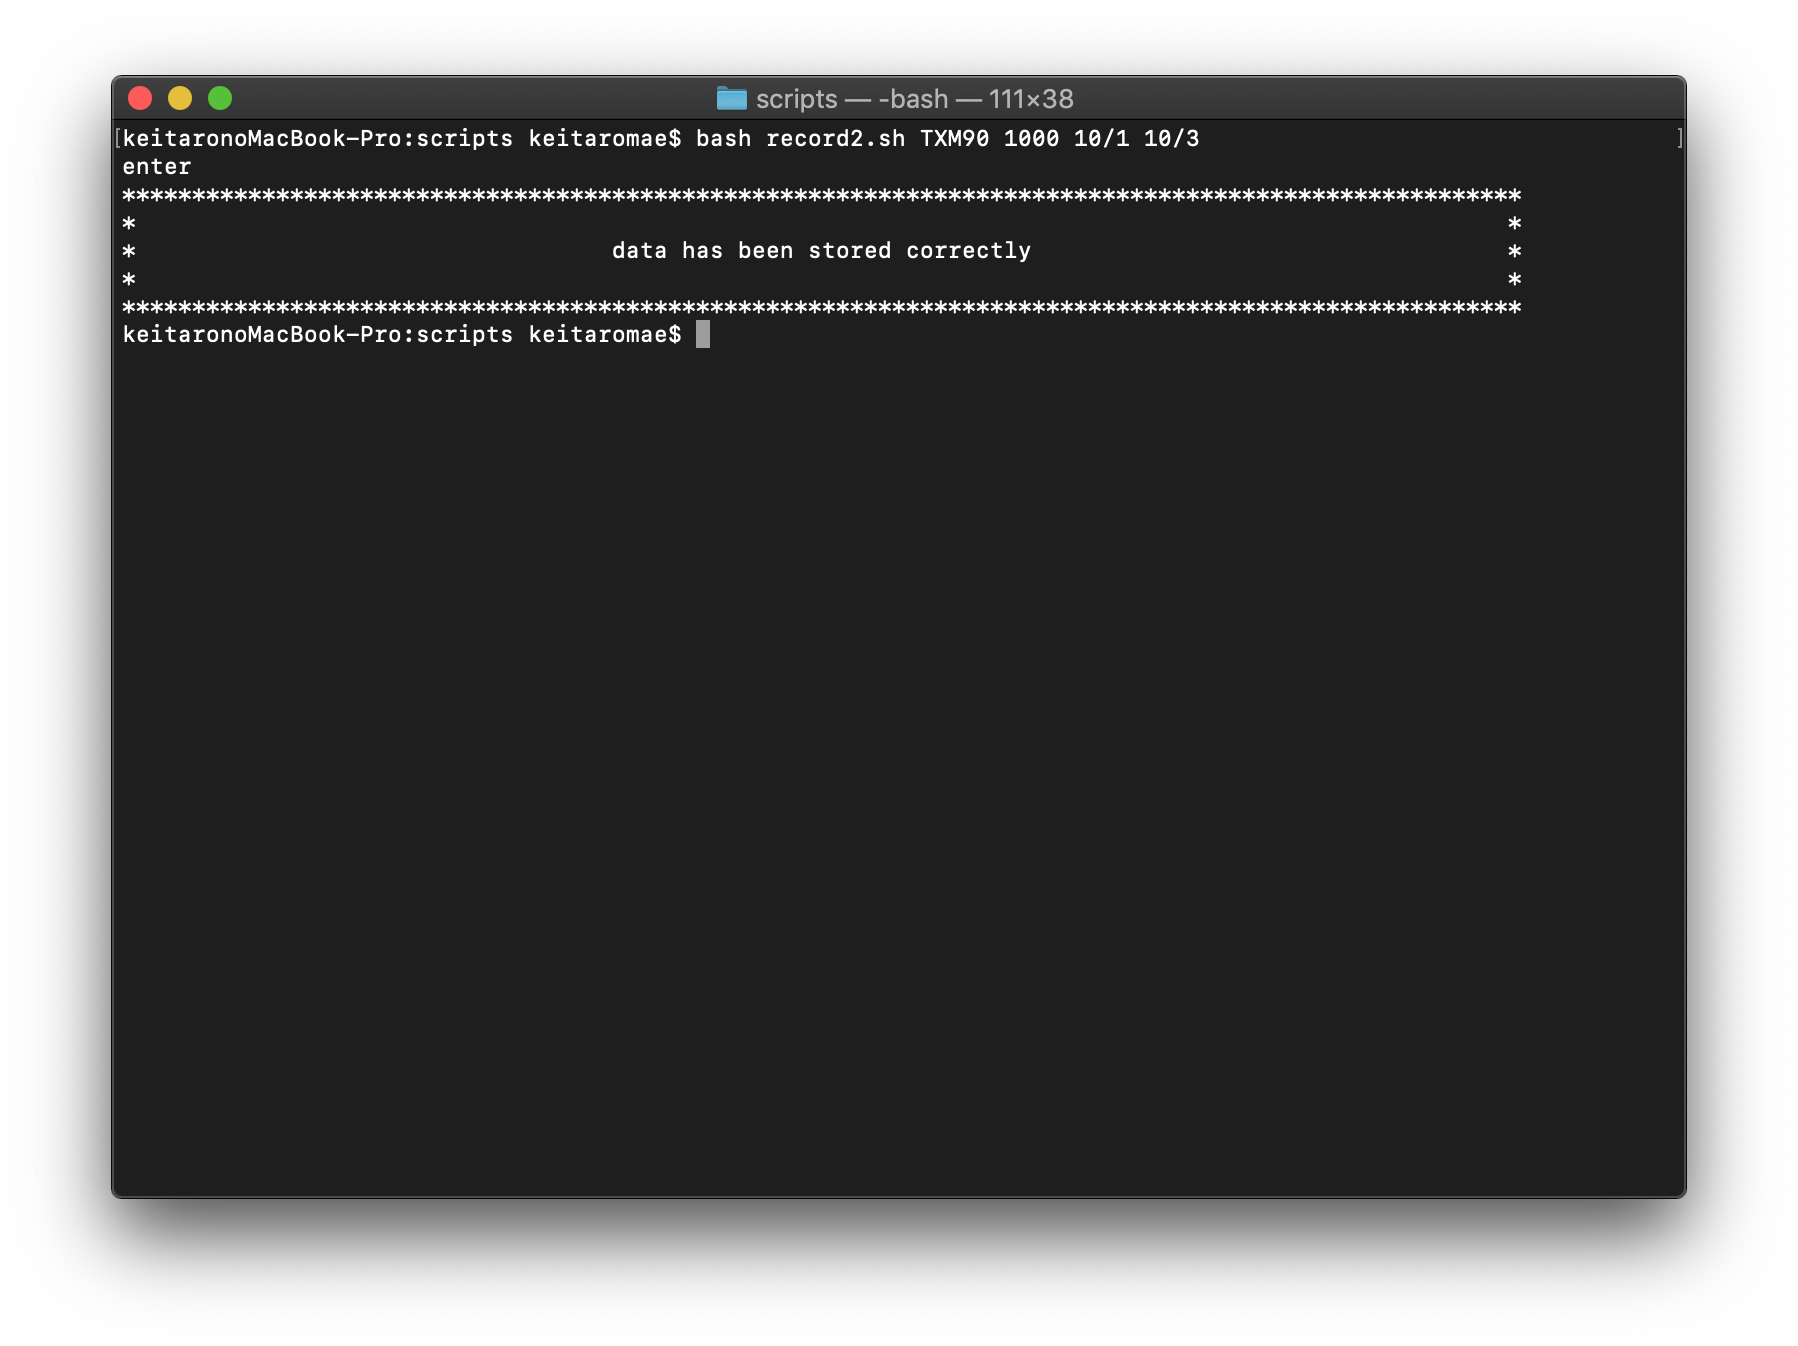 scripts — -bash — 111×38
[keitaronoMacBook-Pro:scripts keitaromae$ bash record2.sh TXM90 1000 10/1 10/3 ]
enter
****************************************************************************************************
*                                                                                                  *
*                                  data has been stored correctly                                  *
*                                                                                                  *
****************************************************************************************************
keitaronoMacBook-Pro:scripts keitaromae$